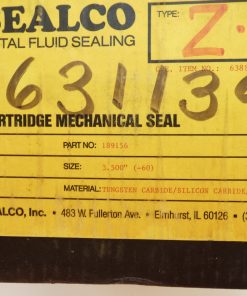 SEALCO
TAL FLUID SEALING
TYPE: Z-
631134
RTRIDGE MECHANICAL SEAL
PART NO: 189156
SIZE: 3.500" (-60)
MATERIAL: TUNGSTEN CARBIDE/SILICON CARBIDE
ALCO, Inc. • 483 W. Fullerton Ave. • Elmhurst, IL 60126 • (